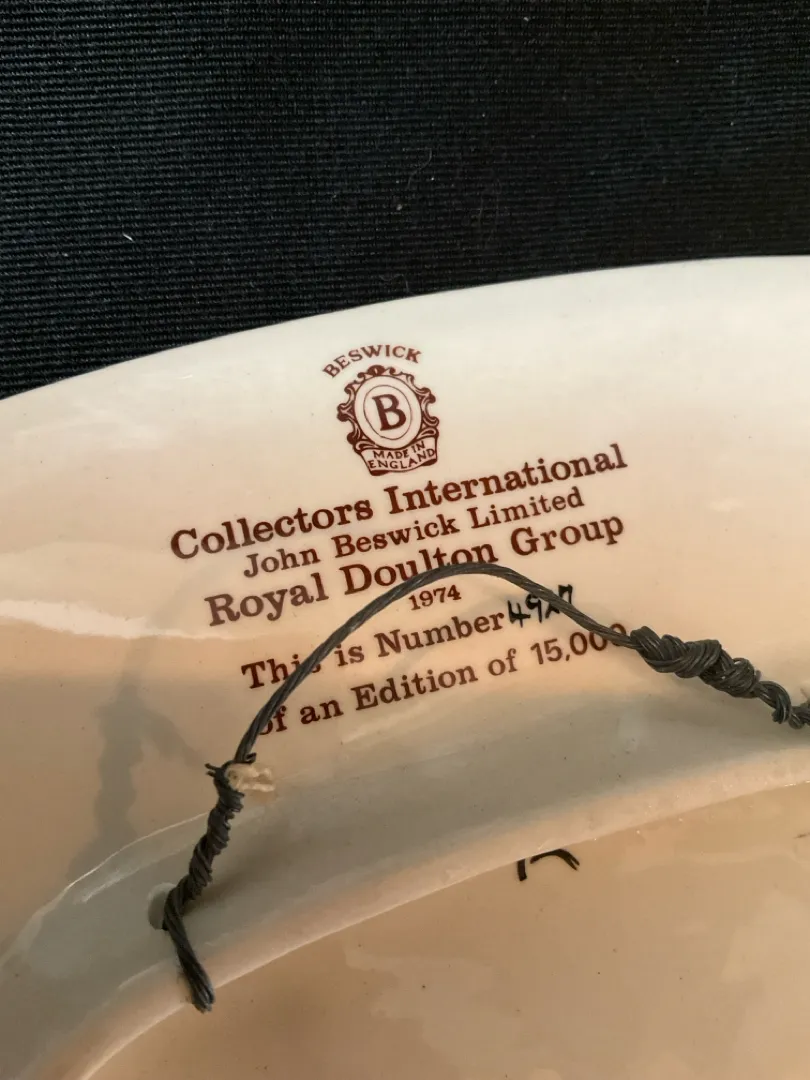 BESWICK
B
MADE IN
ENGLAND
Collectors International
John Beswick Limited
Royal Doulton Group
1974
This is Number 4927
of an Edition of 15,000